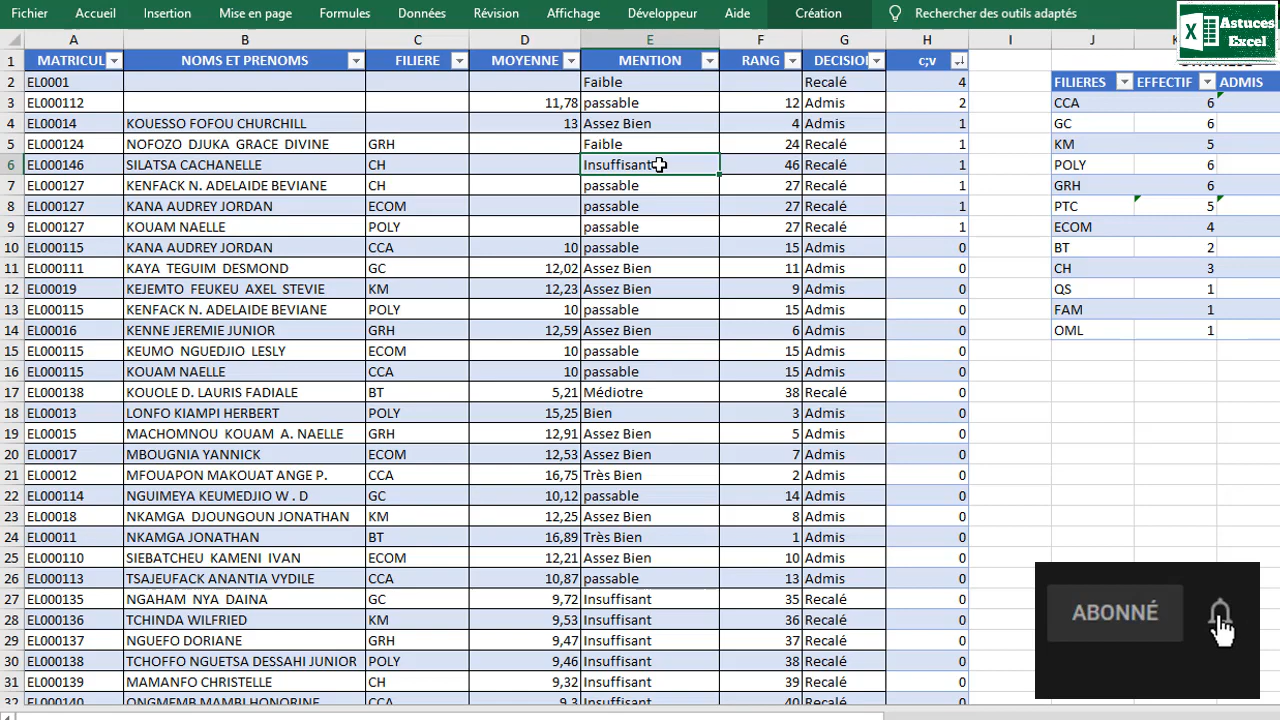 Fichier Accueil Insertion Mise en page Formules Données Révision Affichage Développeur Aide Création Rechercher des outils adaptés
Astuces
Excel
A B C D E F G H I J K
1 MATRICUL NOMS ET PRENOMS FILIERE MOYENNE MENTION RANG DECISION c;v
2 EL0001 Faible Recalé 4 FILIERES EFFECTIF ADMIS
3 EL000112 11,78 passable 12 Admis 2 CCA 6
4 EL00014 KOUESSO FOFOU CHURCHILL 13 Assez Bien 4 Admis 1 GC 6
5 EL000124 NOFOZO DJUKA GRACE DIVINE GRH Faible 24 Recalé 1 KM 5
6 EL000146 SILATSA CACHANELLE CH Insuffisant 46 Recalé 1 POLY 6
7 EL000127 KENFACK N. ADELAIDE BEVIANE CH passable 27 Recalé 1 GRH 6
8 EL000127 KANA AUDREY JORDAN ECOM passable 27 Recalé 1 PTC 5
9 EL000127 KOUAM NAELLE POLY passable 27 Recalé 1 ECOM 4
10 EL000115 KANA AUDREY JORDAN CCA 10 passable 15 Admis 0 BT 2
11 EL000111 KAYA TEGUIM DESMOND GC 12,02 Assez Bien 11 Admis 0 CH 3
12 EL00019 KEJEMTO FEUKEU AXEL STEVIE KM 12,23 Assez Bien 9 Admis 0 QS 1
13 EL000115 KENFACK N. ADELAIDE BEVIANE POLY 10 passable 15 Admis 0 FAM 1
14 EL00016 KENNE JEREMIE JUNIOR GRH 12,59 Assez Bien 6 Admis 0 OML 1
15 EL000115 KEUMO NGUEDJIO LESLY ECOM 10 passable 15 Admis 0
16 EL000115 KOUAM NAELLE CCA 10 passable 15 Admis 0
17 EL000138 KOUOLE D. LAURIS FADIALE BT 5,21 Médiotre 38 Recalé 0
18 EL00013 LONFO KIAMPI HERBERT POLY 15,25 Bien 3 Admis 0
19 EL00015 MACHOMNOU KOUAM A. NAELLE GRH 12,91 Assez Bien 5 Admis 0
20 EL00017 MBOUGNIA YANNICK ECOM 12,53 Assez Bien 7 Admis 0
21 EL00012 MFOUAPON MAKOUAT ANGE P. CCA 16,75 Très Bien 2 Admis 0
22 EL000114 NGUIMEYA KEUMEDJIO W . D GC 10,12 passable 14 Admis 0
23 EL00018 NKAMGA DJOUNGOUN JONATHAN KM 12,25 Assez Bien 8 Admis 0
24 EL00011 NKAMGA JONATHAN BT 16,89 Très Bien 1 Admis 0
25 EL000110 SIEBATCHEU KAMENI IVAN ECOM 12,21 Assez Bien 10 Admis 0
26 EL000113 TSAJEUFACK ANANTIA VYDILE CCA 10,87 passable 13 Admis 0
27 EL000135 NGAHAM NYA DAINA GC 9,72 Insuffisant 35 Recalé 0
28 EL000136 TCHINDA WILFRIED KM 9,53 Insuffisant 36 Recalé 0
29 EL000137 NGUEFO DORIANE GRH 9,47 Insuffisant 37 Recalé 0
30 EL000138 TCHOFFO NGUETSA DESSAHI JUNIOR POLY 9,46 Insuffisant 38 Recalé 0
31 EL000139 MAMANFO CHRISTELLE CH 9,32 Insuffisant 39 Recalé 0
32 EL000140 ONGMEMB MAMBI HONORINE CCA 9,3 Insuffisant 40 Recalé 0
ABONNÉ